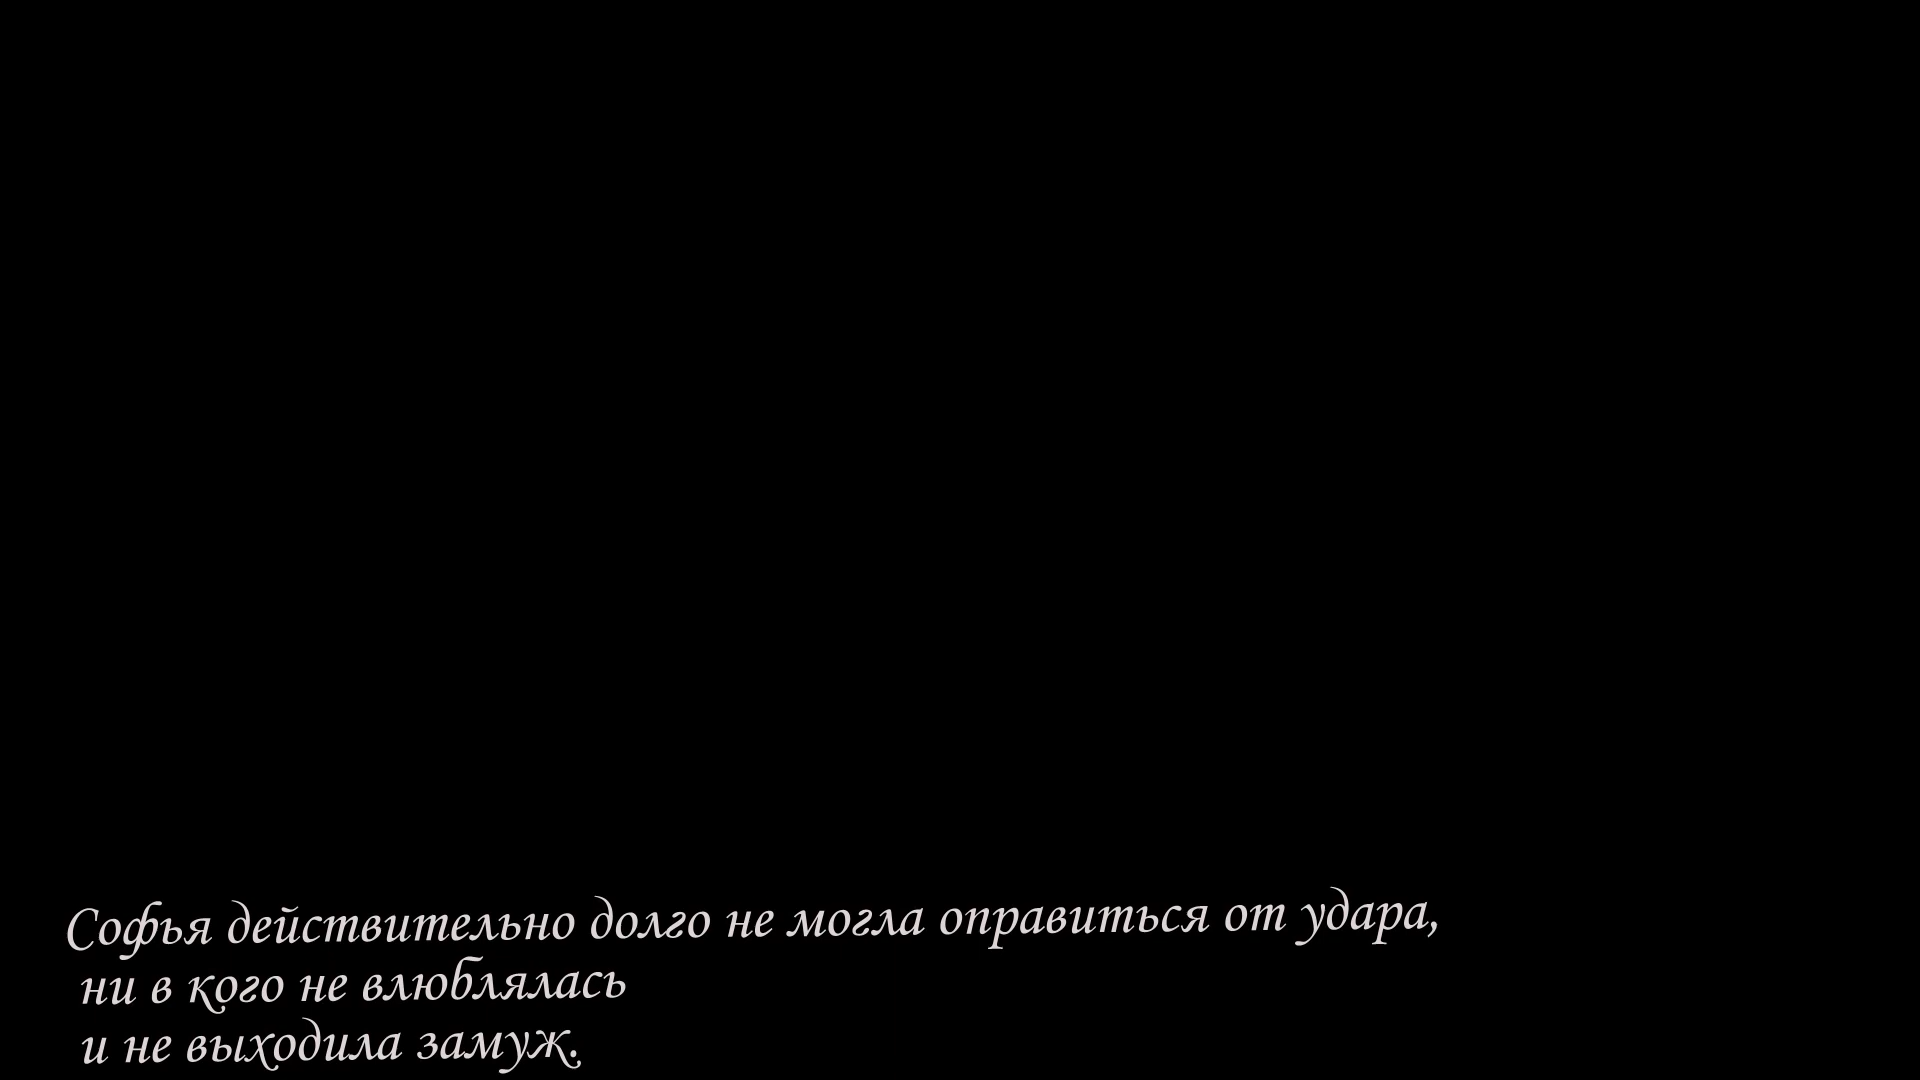 Софья действительно долго не могла оправиться от удара,
ни в кого не влюблялась
и не выходила замуж.